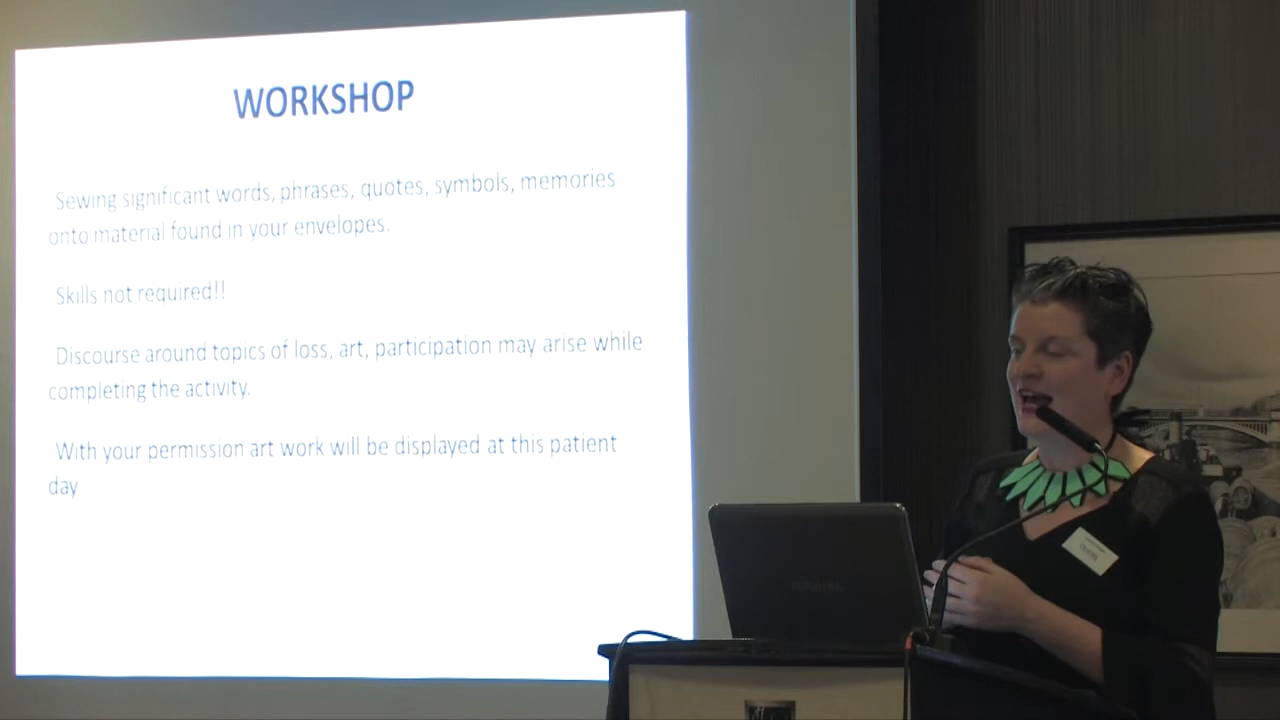 WORKSHOP
Sewing significant words, phrases, quotes, symbols, memories
onto material found in your envelopes.
Skills not required!!
Discourse around topics of loss, art, participation may arise while
completing the activity.
With your permission art work will be displayed at this patient
day
TOSHIBA